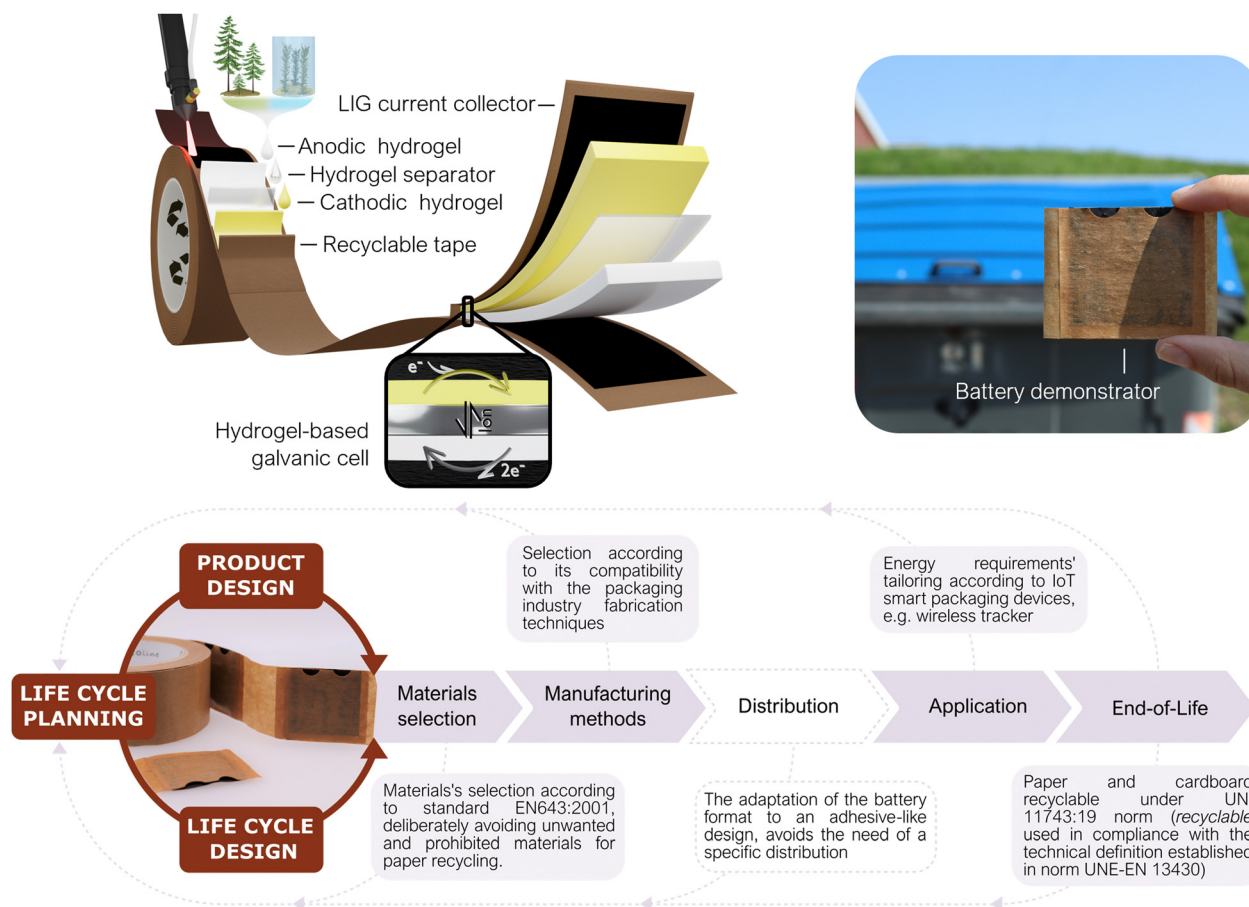 LIG current collector
Anodic hydrogel
Hydrogel separator
Cathodic hydrogel
Recyclable tape
e⁻
Ion
2e⁻
Hydrogel-based
galvanic cell
Battery demonstrator
PRODUCT
DESIGN
LIFE CYCLE
PLANNING
LIFE CYCLE
DESIGN
Selection according
to its compatibility
with the packaging
industry fabrication
techniques
Energy requirements'
tailoring according to IoT
smart packaging devices,
e.g. wireless tracker
Materials
selection
Manufacturing
methods
Distribution
Application
End-of-Life
Materials's selection according
to standard EN643:2001,
deliberately avoiding unwanted
and prohibited materials for
paper recycling.
The adaptation of the battery
format to an adhesive-like
design, avoids the need of a
specific distribution
Paper and cardboard
recyclable under UNI
11743:19 norm (recyclable
used in compliance with the
technical definition established
in norm UNE-EN 13430)